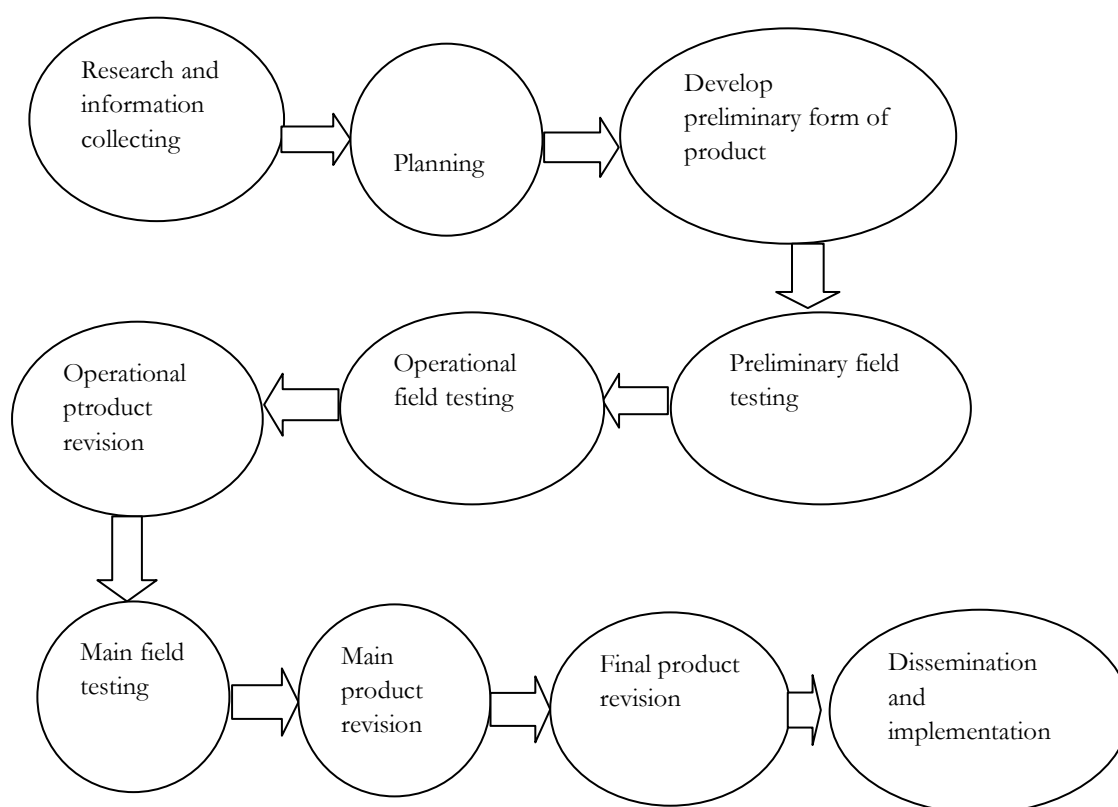 Research and
information
collecting
Planning
Develop
preliminary form of
product
Preliminary field
testing
Operational
field testing
Operational
ptroduct
revision
Main field
testing
Main
product
revision
Final product
revision
Dissemination
and
implementation